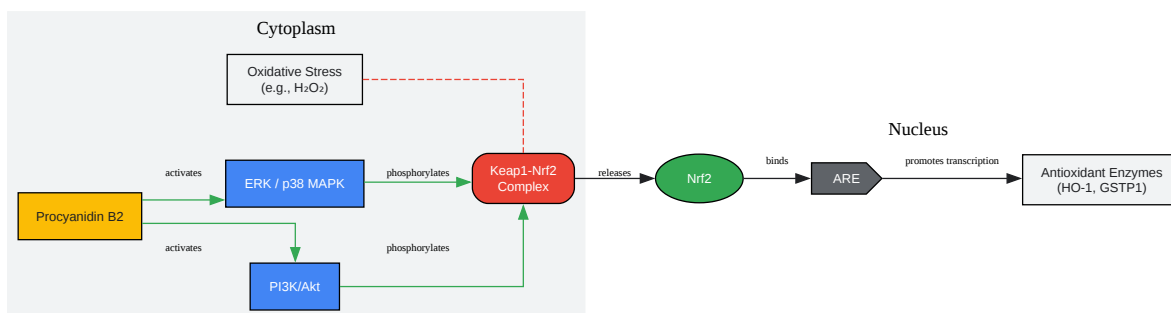 Cytoplasm
Oxidative Stress
(e.g., H₂O₂)
Nucleus
activates
ERK / p38 MAPK
phosphorylates
Keap1-Nrf2
Complex
releases
Nrf2
binds
ARE
promotes transcription
Antioxidant Enzymes
(HO-1, GSTP1)
Procyanidin B2
activates
phosphorylates
PI3K/Akt